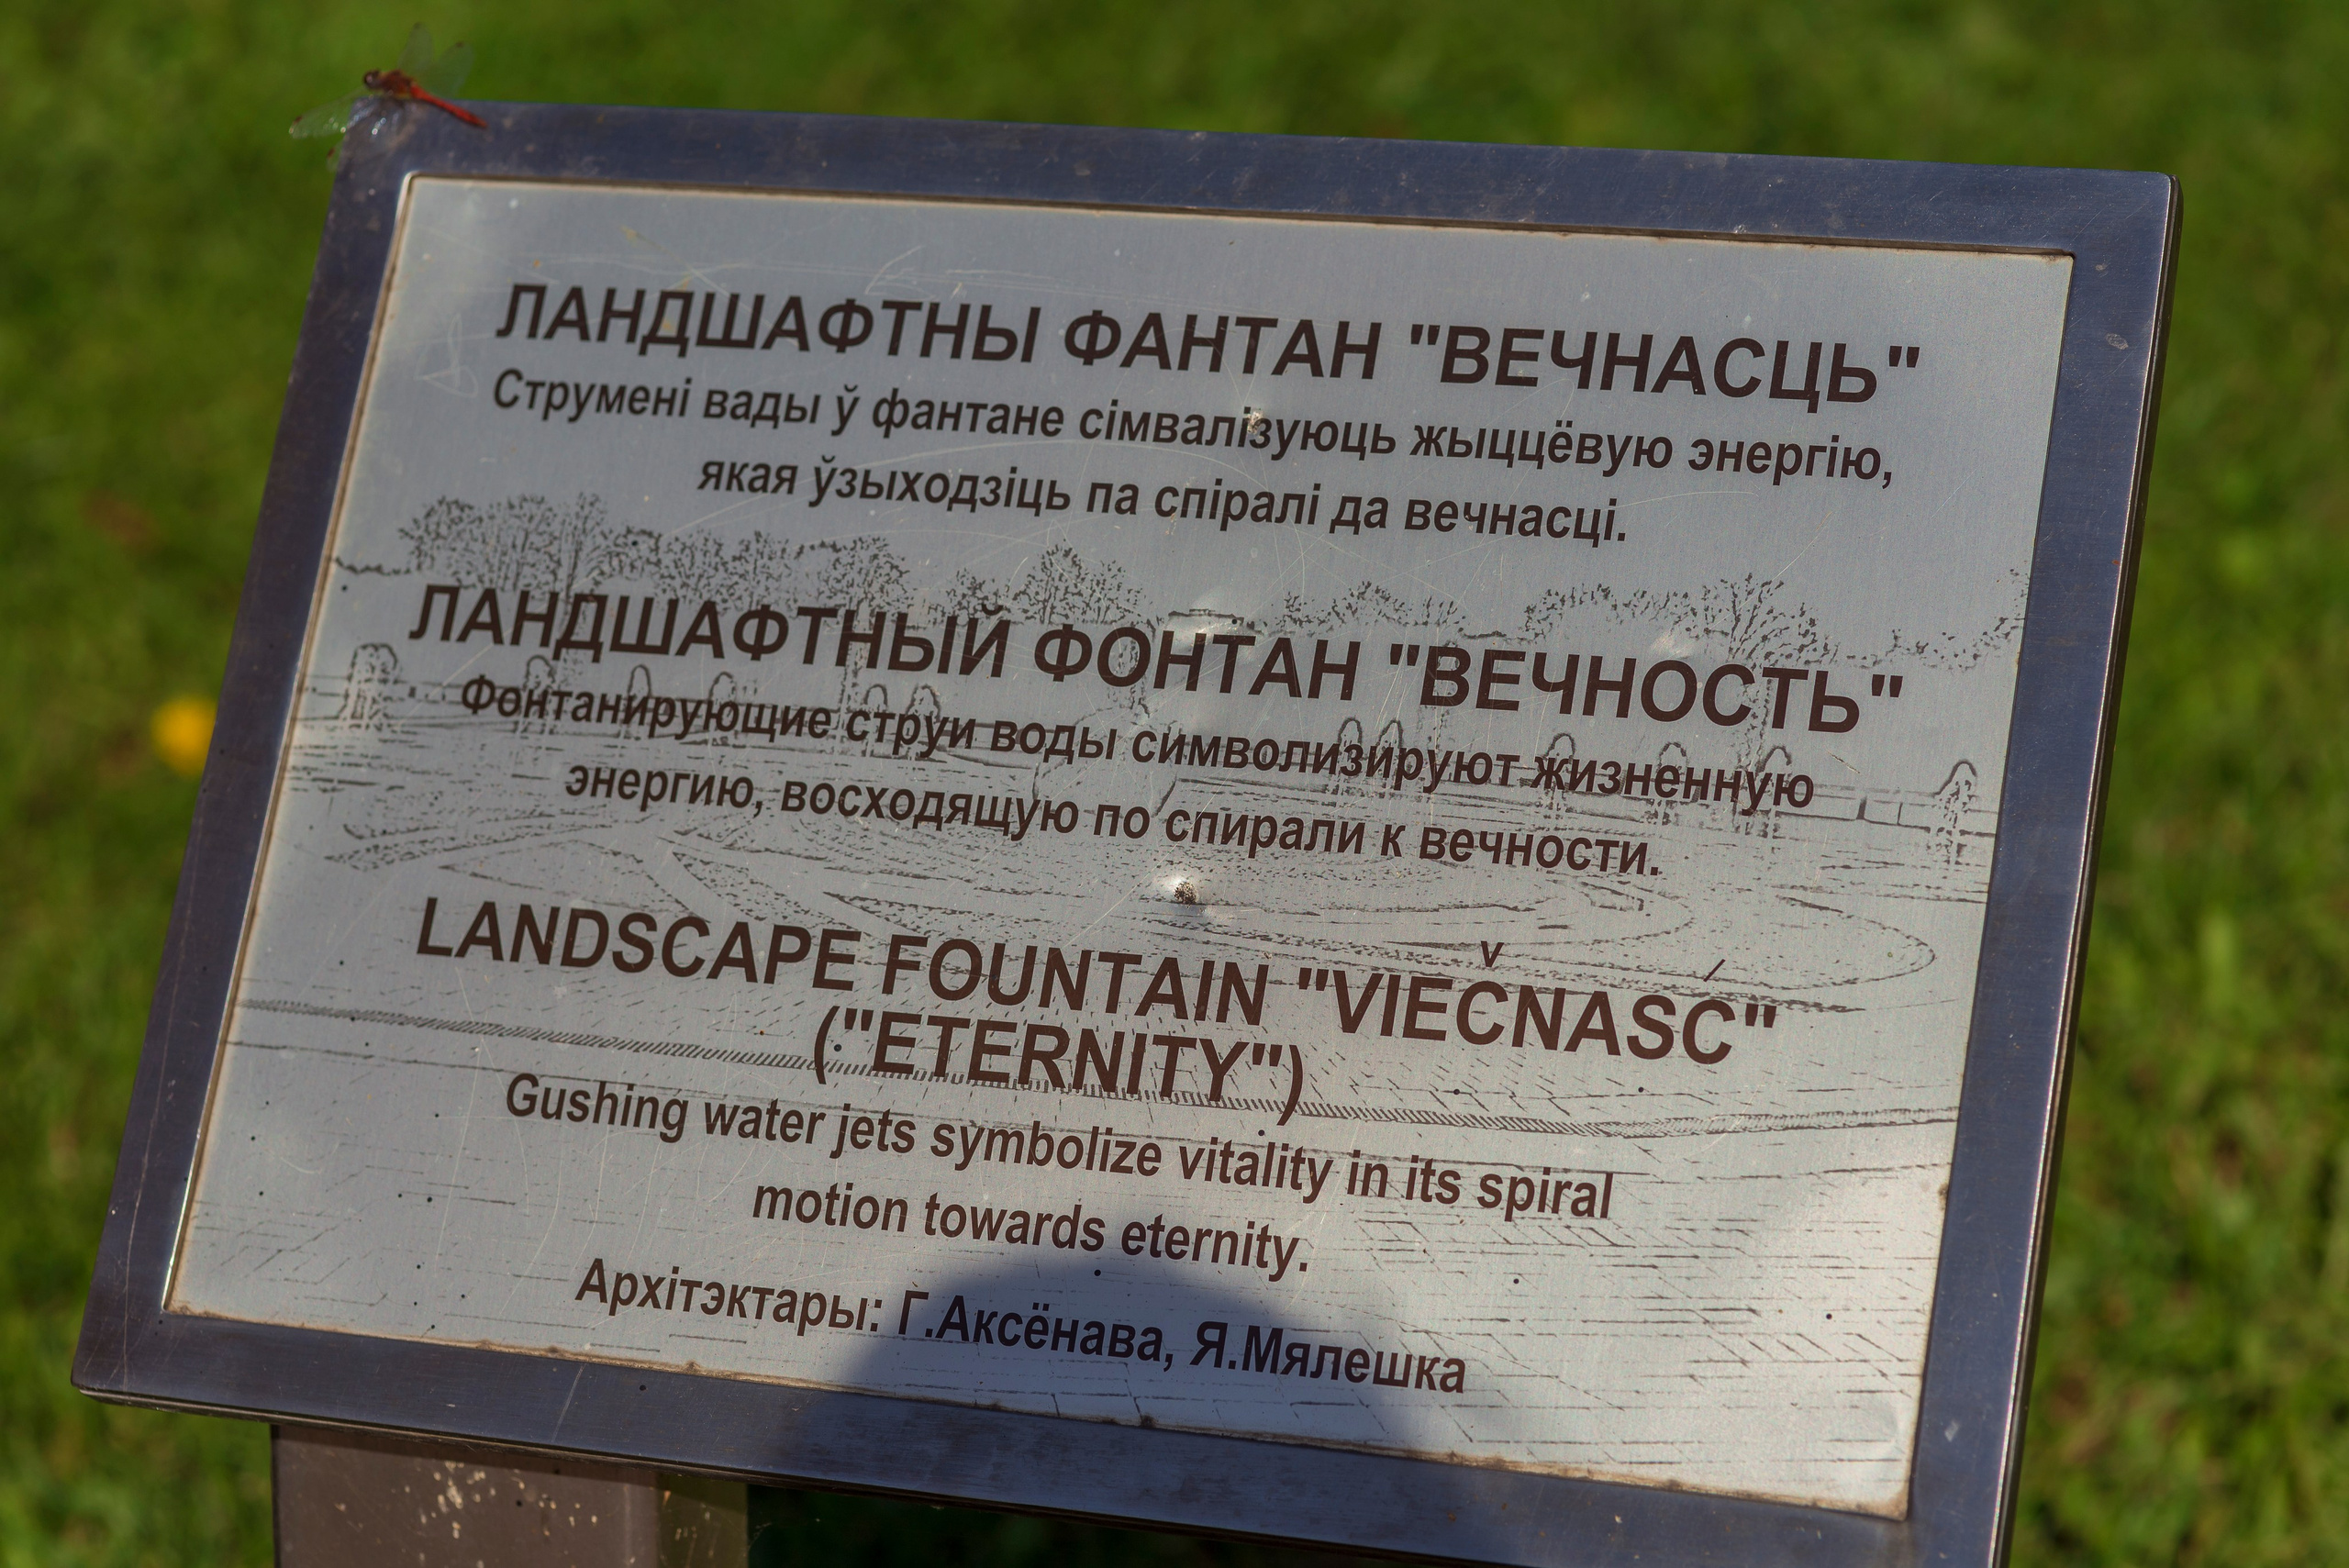 ЛАНДШАФТНЫ ФАНТАН "ВЕЧНАСЦЬ"
Струмені вады ў фантане сімвалізуюць жыццёвую энергію,
якая ўзыходзіць па спіралі да вечнасці.
ЛАНДШАФТНЫЙ ФОНТАН "ВЕЧНОСТЬ"
Фонтанирующие струи воды символизируют жизненную
энергию, восходящую по спирали к вечности.
LANDSCAPE FOUNTAIN "VIEČNAŚĆ"
("ETERNITY")
Gushing water jets symbolize vitality in its spiral
motion towards eternity.
Архітэктары: Г.Аксёнава, Я.Мялешка